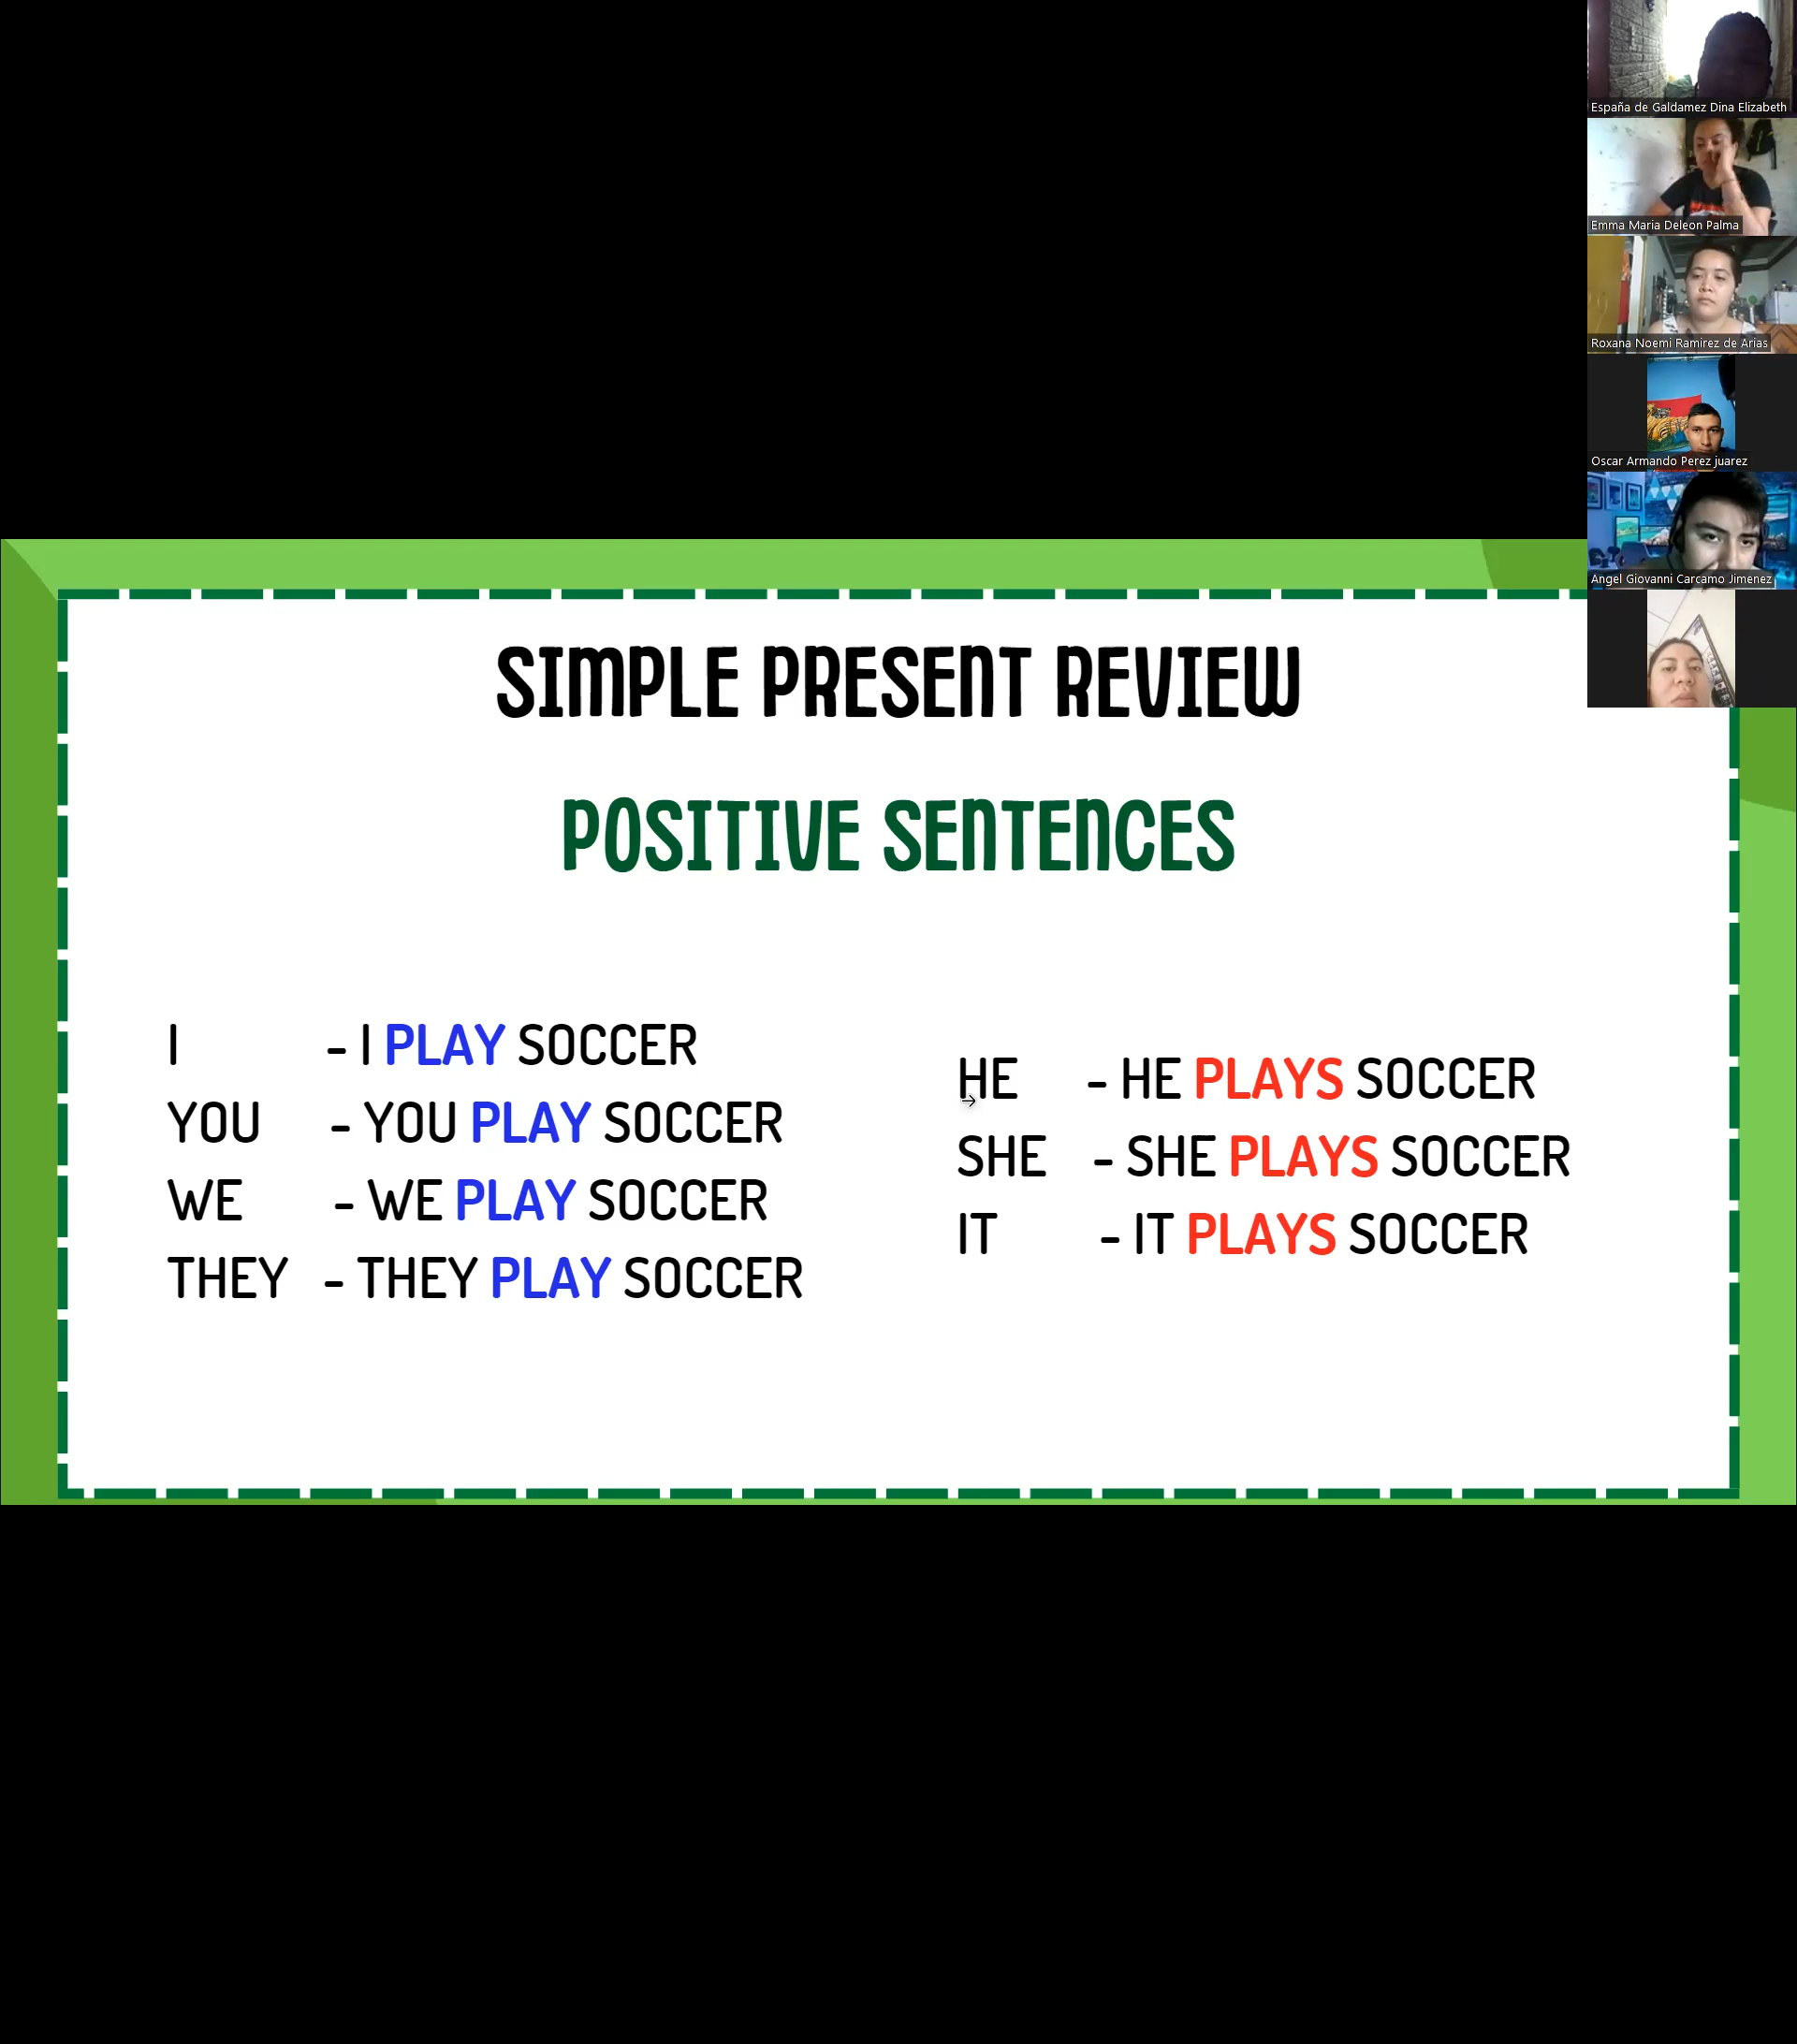 España de Galdamez Dina Elizabeth
Emma Maria Deleon Palma
Roxana Noemi Ramirez de Arias
Oscar Armando Perez juarez
Angel Giovanni Carcamo Jimenez
SIMPLE PRESENT REVIEW
POSITIVE SENTENCES
I - I PLAY SOCCER
YOU - YOU PLAY SOCCER
WE - WE PLAY SOCCER
THEY - THEY PLAY SOCCER
HE - HE PLAYS SOCCER
SHE - SHE PLAYS SOCCER
IT - IT PLAYS SOCCER